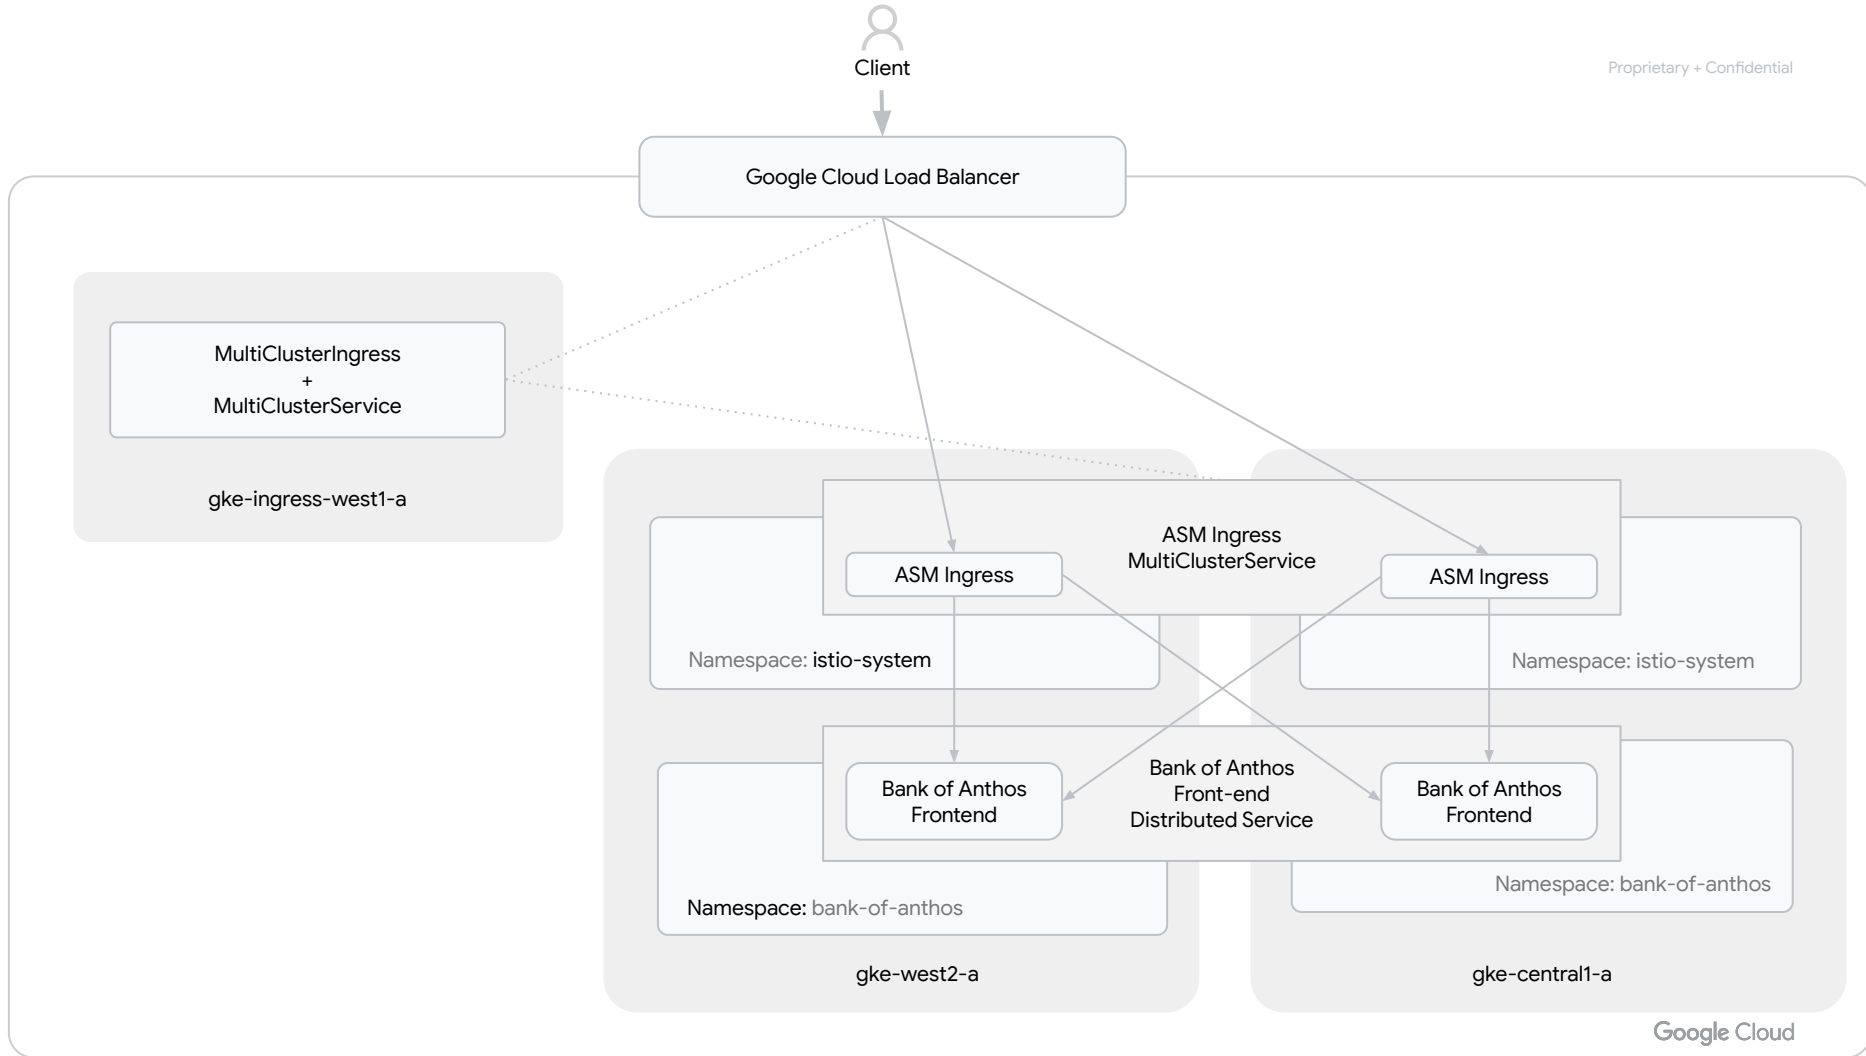 Client
Proprietary + Confidential
Google Cloud Load Balancer
MultiClusterIngress
+
MultiClusterService
gke-ingress-west1-a
ASM Ingress
MultiClusterService
ASM Ingress
ASM Ingress
Namespace: istio-system
Namespace: istio-system
Bank of Anthos
Frontend
Bank of Anthos
Front-end
Distributed Service
Bank of Anthos
Frontend
Namespace: bank-of-anthos
Namespace: bank-of-anthos
gke-west2-a
gke-central1-a
Google Cloud